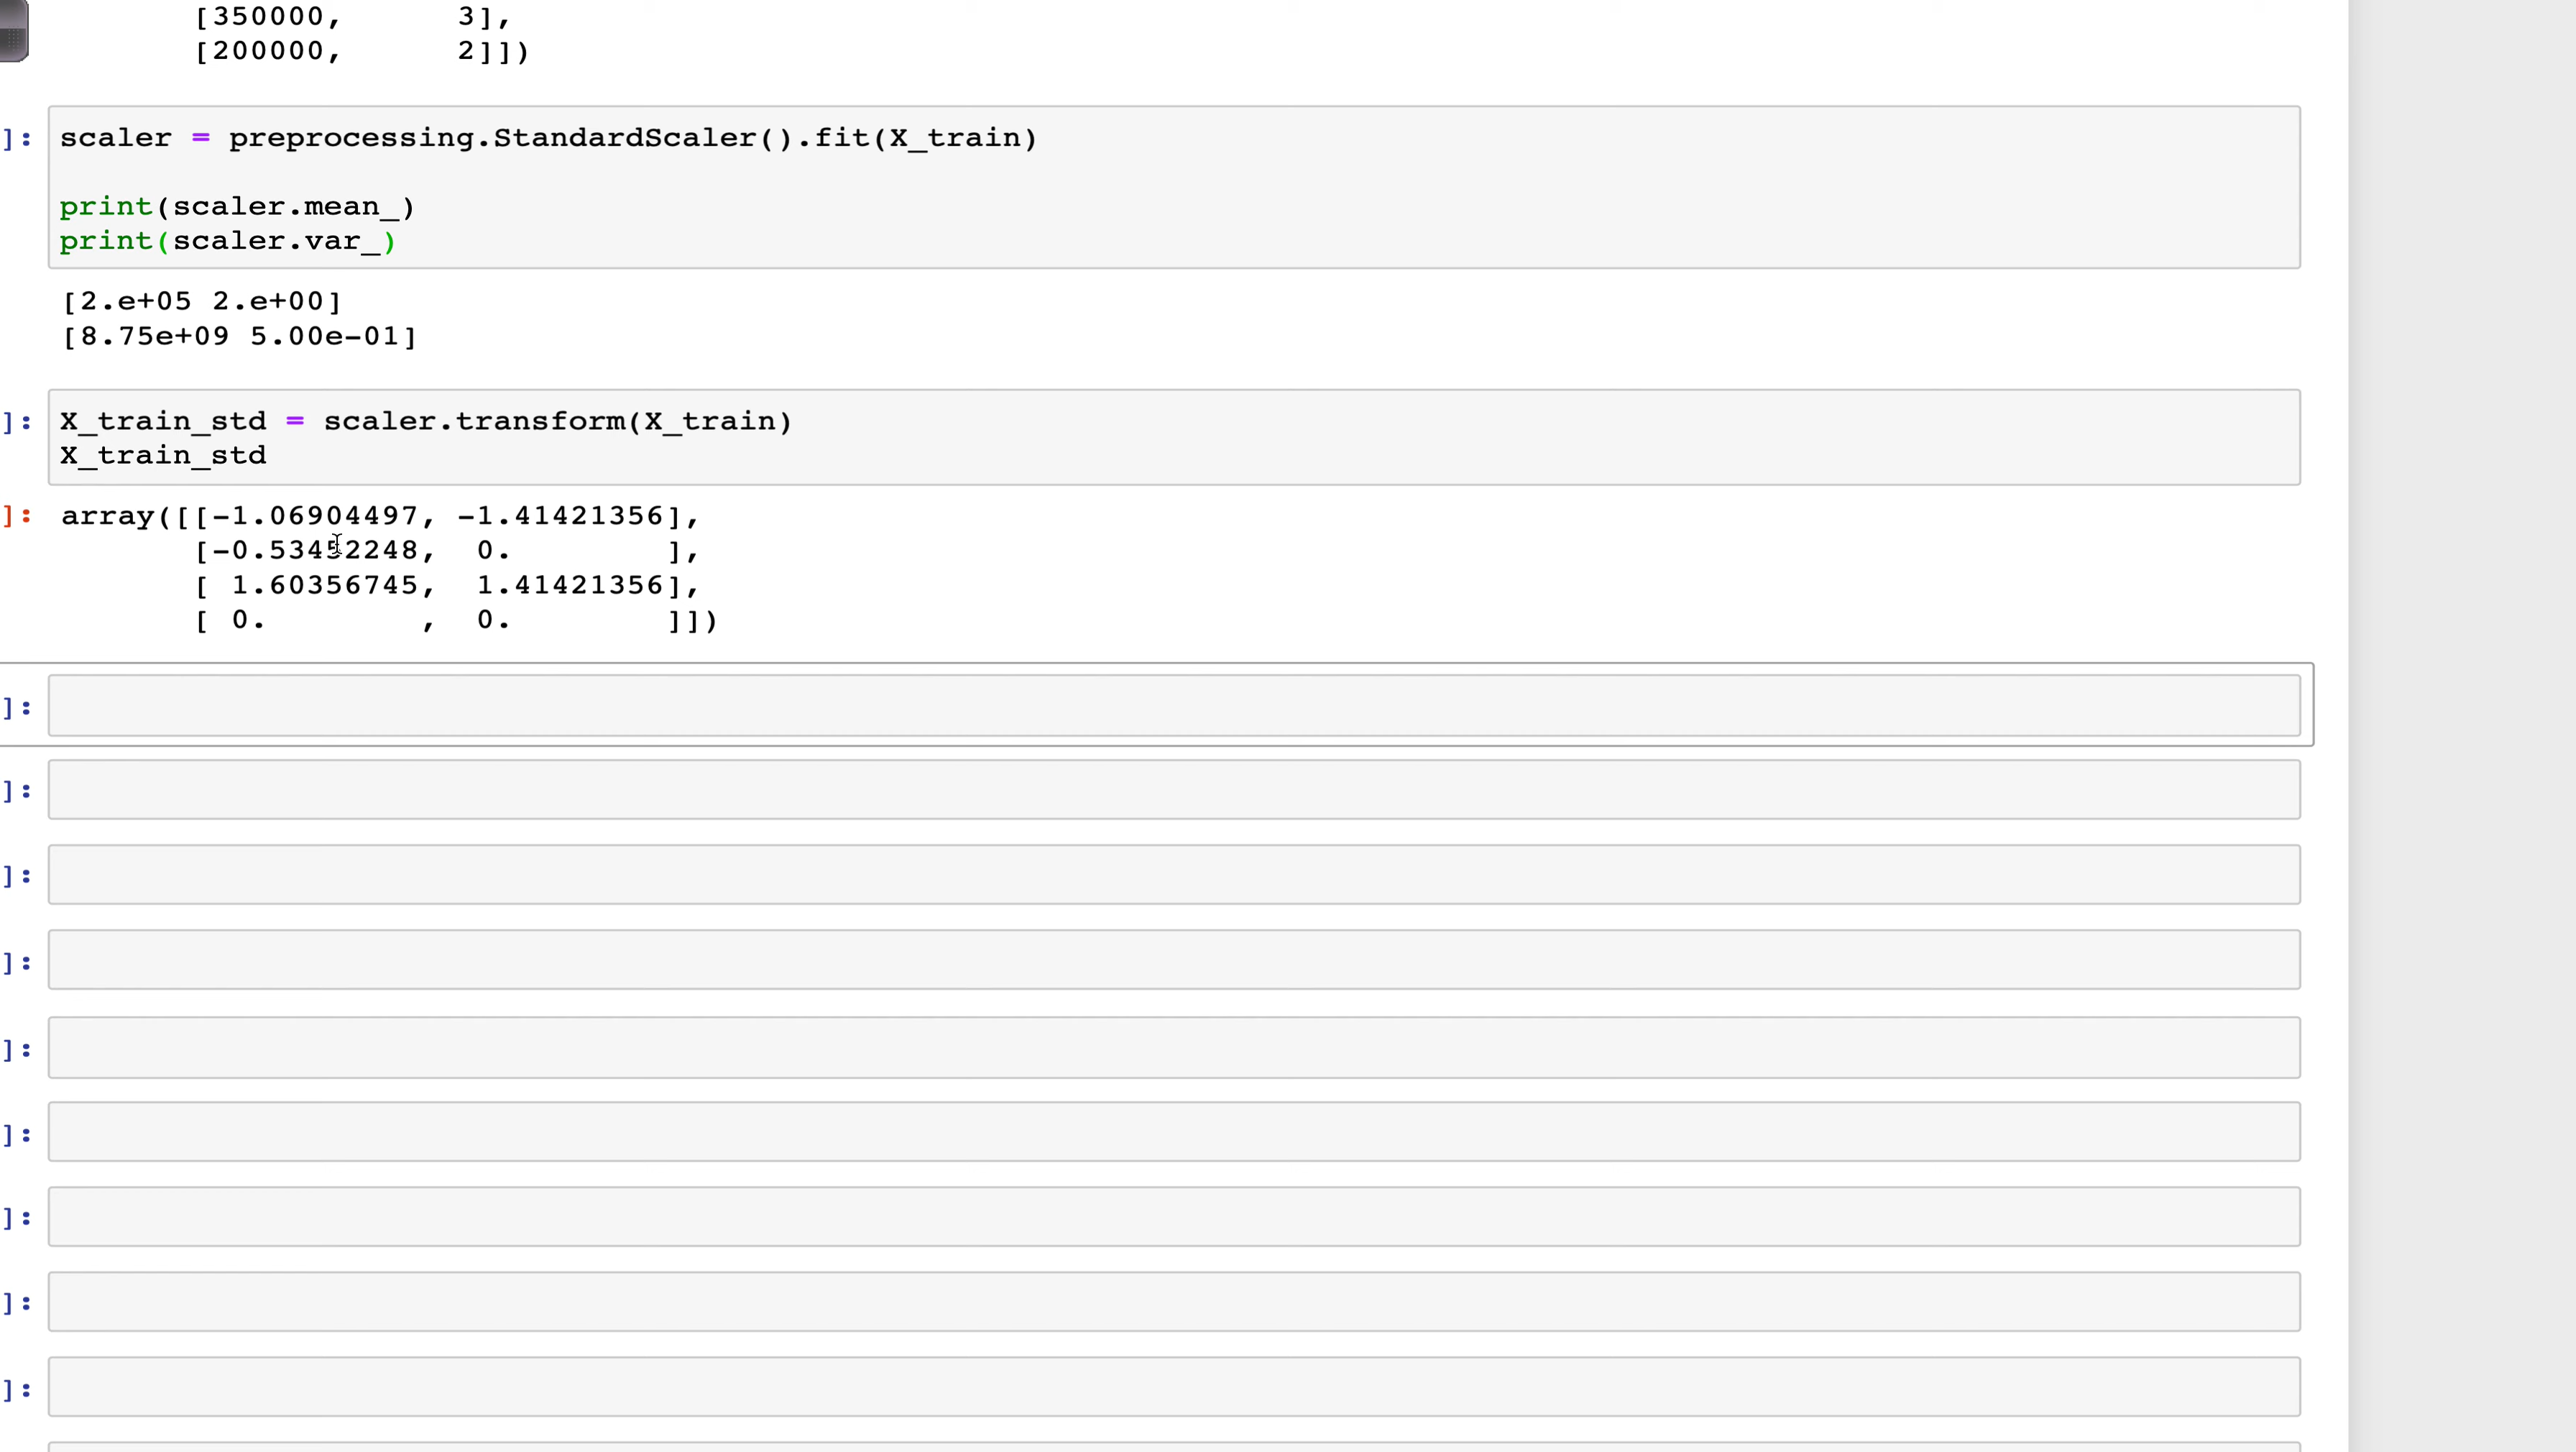 [350000,      3],
[200000,      2]])
]: scaler = preprocessing.StandardScaler().fit(X_train)
print(scaler.mean_)
print(scaler.var_)
[2.e+05 2.e+00]
[8.75e+09 5.00e-01]
]: X_train_std = scaler.transform(X_train)
X_train_std
]: array([[-1.06904497, -1.41421356],
[-0.53452248,  0.        ],
[ 1.60356745,  1.41421356],
[ 0.        ,  0.        ]])
]:
]:
]:
]:
]:
]:
]:
]:
]: